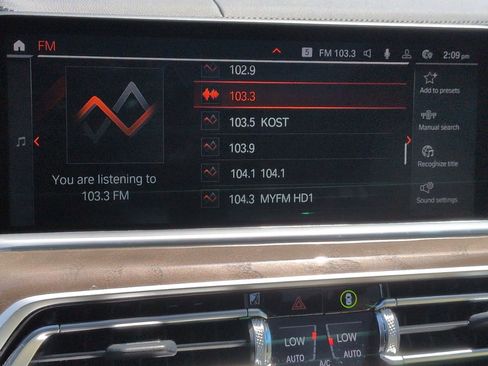 FM
5 FM 103.3
2:09 pm
102.9
103.3
103.5 KOST
103.9
104.1 104.1
104.3 MYFM HD1
You are listening to
103.3 FM
Add to presets
Manual search
Recognize title
Sound settings
LOW
AUTO
A/C
LOW
AUTO